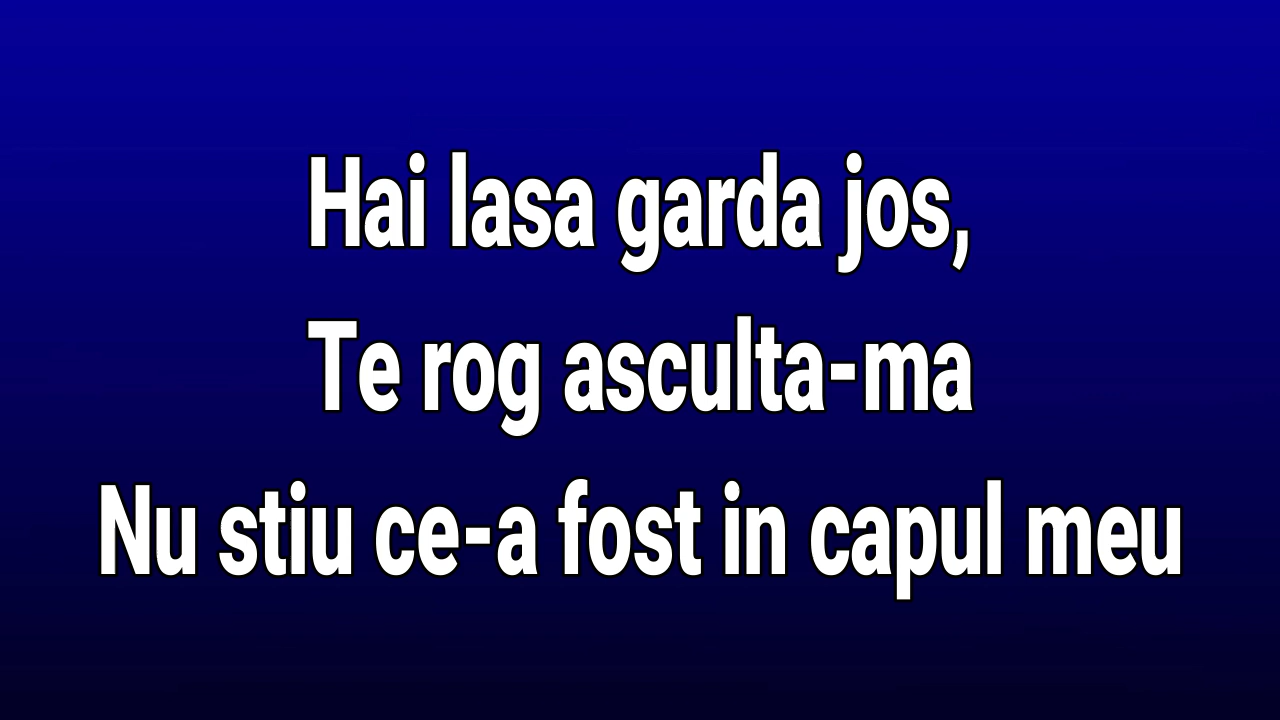 Hai lasa garda jos,
Te rog asculta-ma
Nu stiu ce-a fost in capul meu